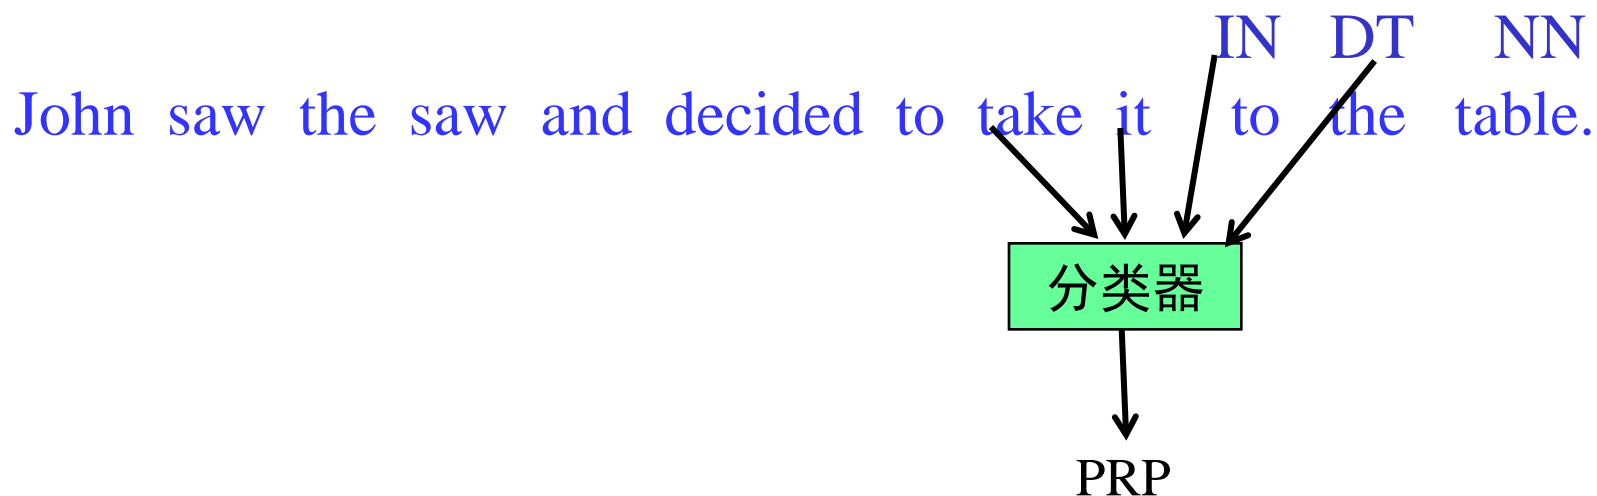 IN DT NN
John saw the saw and decided to take it to the table.
分类器
PRP